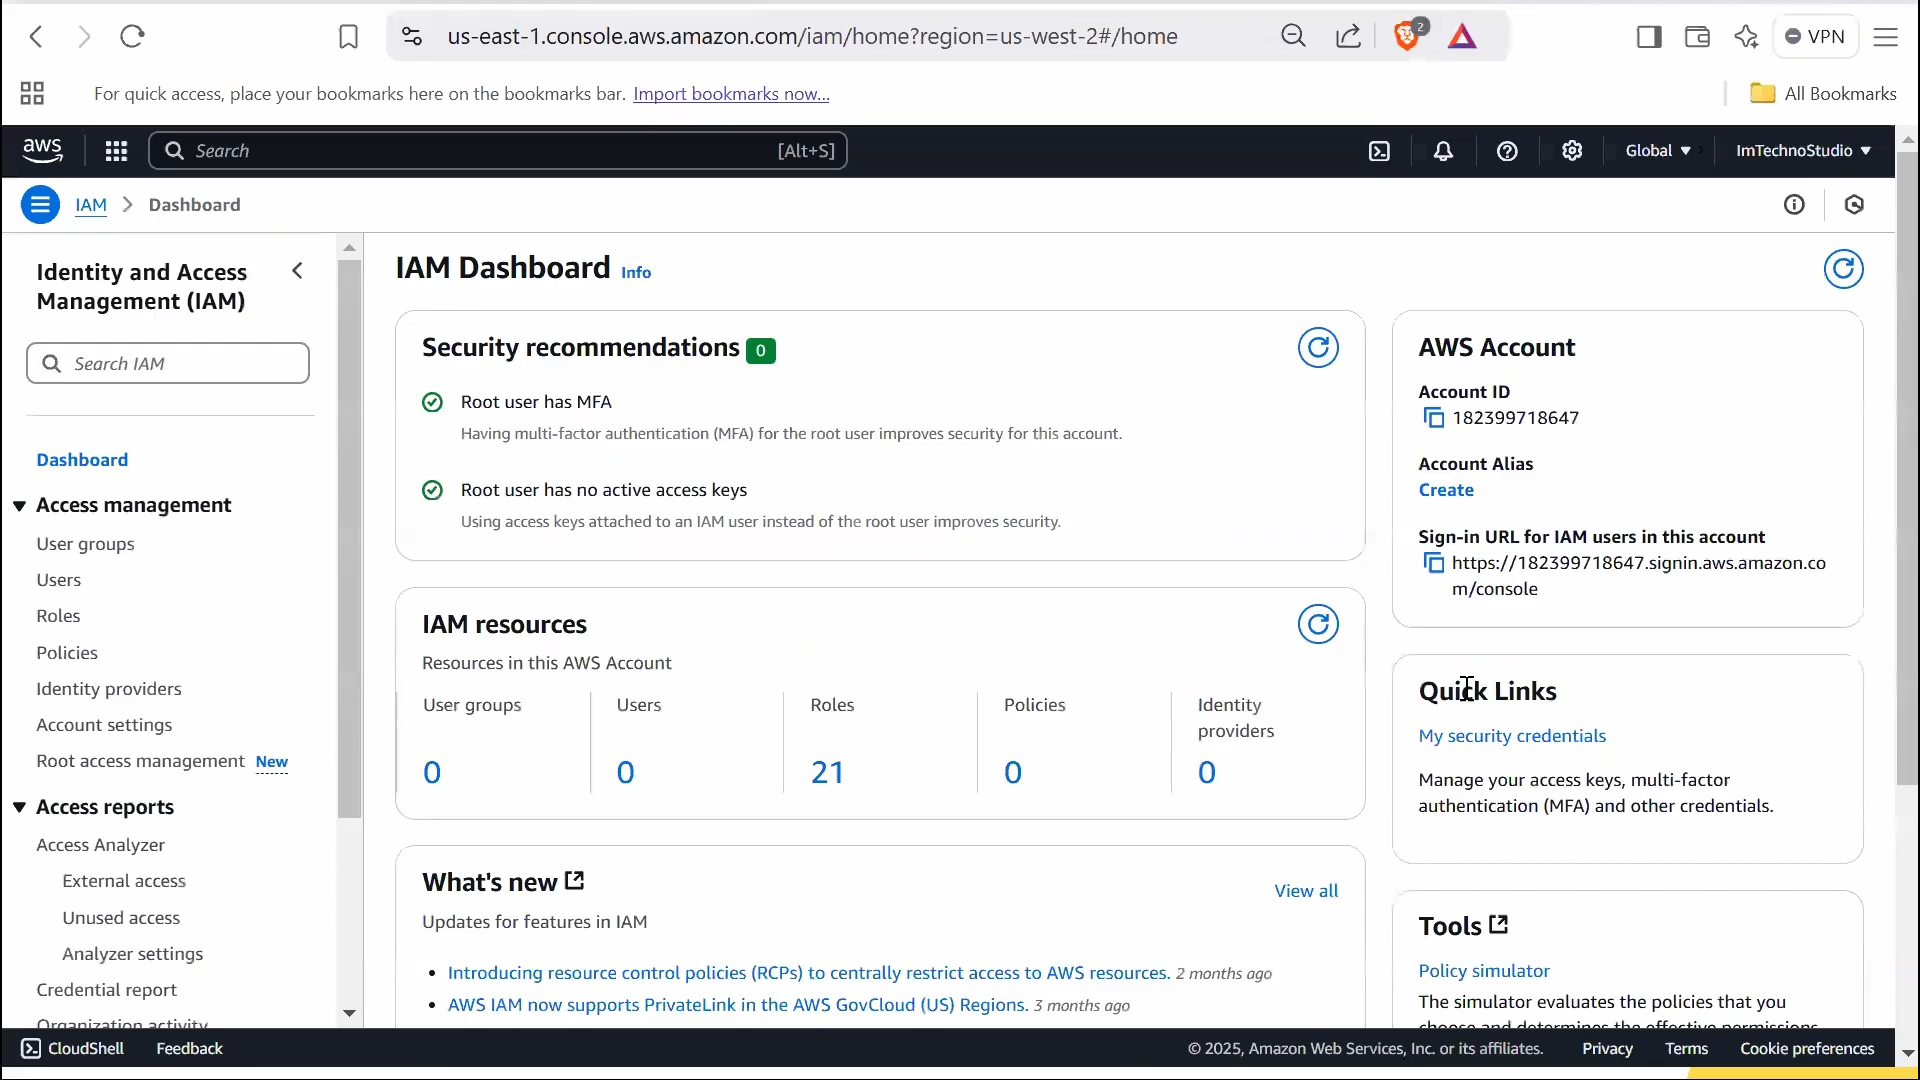 us-east-1.console.aws.amazon.com/iam/home?region=us-west-2#/home
2
VPN
For quick access, place your bookmarks here on the bookmarks bar. Import bookmarks now...
All Bookmarks
aws
Search
[Alt+S]
Global
ImTechnoStudio
IAM
Dashboard
Identity and Access
Management (IAM)
Search IAM
Dashboard
Access management
User groups
Users
Roles
Policies
Identity providers
Account settings
Root access management New
Access reports
Access Analyzer
External access
Unused access
Analyzer settings
Credential report
Organization activity
IAM Dashboard Info
Security recommendations 0
Root user has MFA
Having multi-factor authentication (MFA) for the root user improves security for this account.
Root user has no active access keys
Using access keys attached to an IAM user instead of the root user improves security.
IAM resources
Resources in this AWS Account
User groups
0
Users
0
Roles
21
Policies
0
Identity
providers
0
What's new
View all
Updates for features in IAM
Introducing resource control policies (RCPs) to centrally restrict access to AWS resources. 2 months ago
AWS IAM now supports PrivateLink in the AWS GovCloud (US) Regions. 3 months ago
AWS Account
Account ID
182399718647
Account Alias
Create
Sign-in URL for IAM users in this account
https://182399718647.signin.aws.amazon.co
m/console
Quick Links
My security credentials
Manage your access keys, multi-factor
authentication (MFA) and other credentials.
Tools
Policy simulator
The simulator evaluates the policies that you
choose and determines the effective permissions
CloudShell
Feedback
© 2025, Amazon Web Services, Inc. or its affiliates.
Privacy
Terms
Cookie preferences